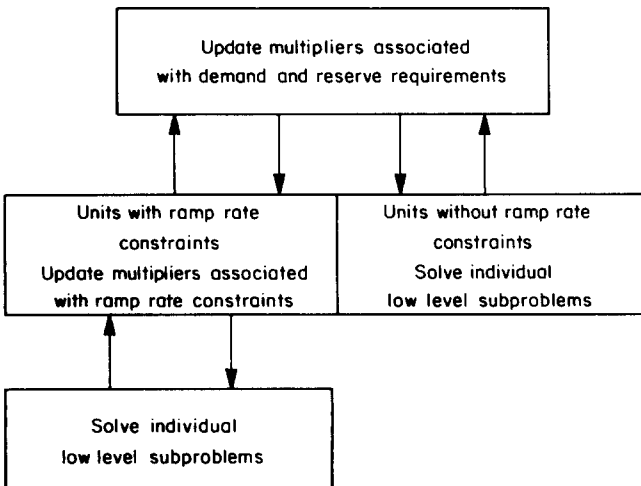 Update multipliers associated
with demand and reserve requirements
Units with ramp rate
constraints
Update multipliers associated
with ramp rate constraints
Units without ramp rate
constraints
Solve individual
low level subproblems
Solve individual
low level subproblems